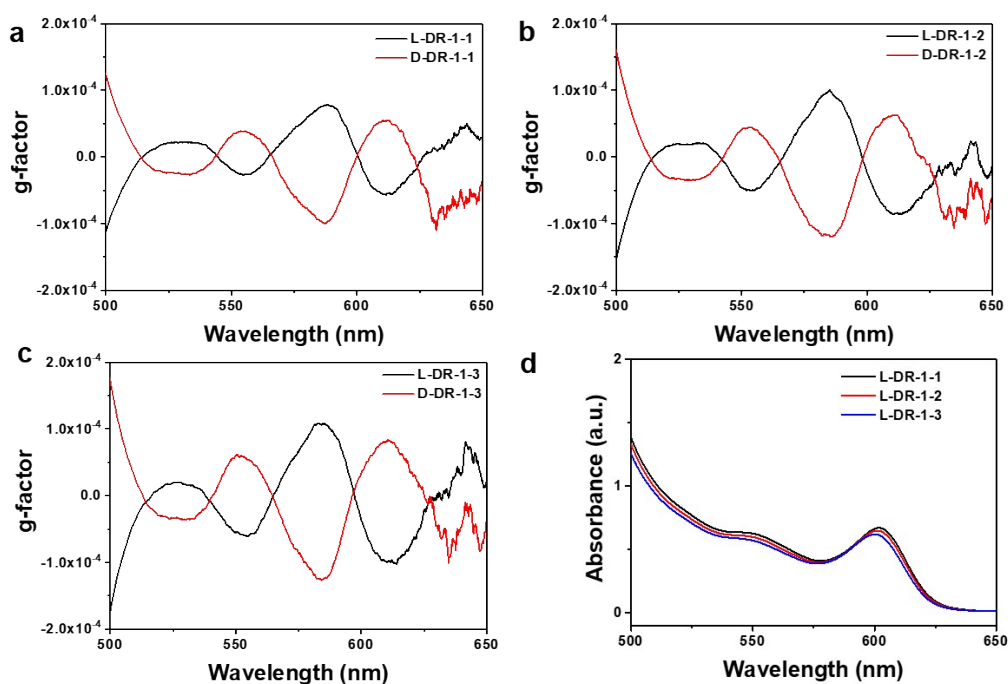 a
2.0x10⁻⁴
1.0x10⁻⁴
0.0
-1.0x10⁻⁴
-2.0x10⁻⁴
g-factor
L-DR-1-1
D-DR-1-1
500 550 600 650
Wavelength (nm)
b
2.0x10⁻⁴
1.0x10⁻⁴
0.0
-1.0x10⁻⁴
-2.0x10⁻⁴
g-factor
L-DR-1-2
D-DR-1-2
500 550 600 650
Wavelength (nm)
c
2.0x10⁻⁴
1.0x10⁻⁴
0.0
-1.0x10⁻⁴
-2.0x10⁻⁴
g-factor
L-DR-1-3
D-DR-1-3
500 550 600 650
Wavelength (nm)
d
2
1
0
Absorbance (a.u.)
L-DR-1-1
L-DR-1-2
L-DR-1-3
500 550 600 650
Wavelength (nm)